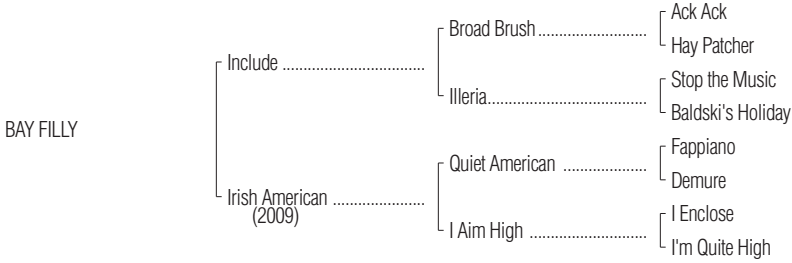 Ack Ack
Broad Brush ..........................
Hay Patcher
Include ..................................
Stop the Music
Illeria......................................
Baldski's Holiday
BAY FILLY
Fappiano
Quiet American ....................
Demure
Irish American ......................
(2009)
I Enclose
I Aim High ............................
I'm Quite High